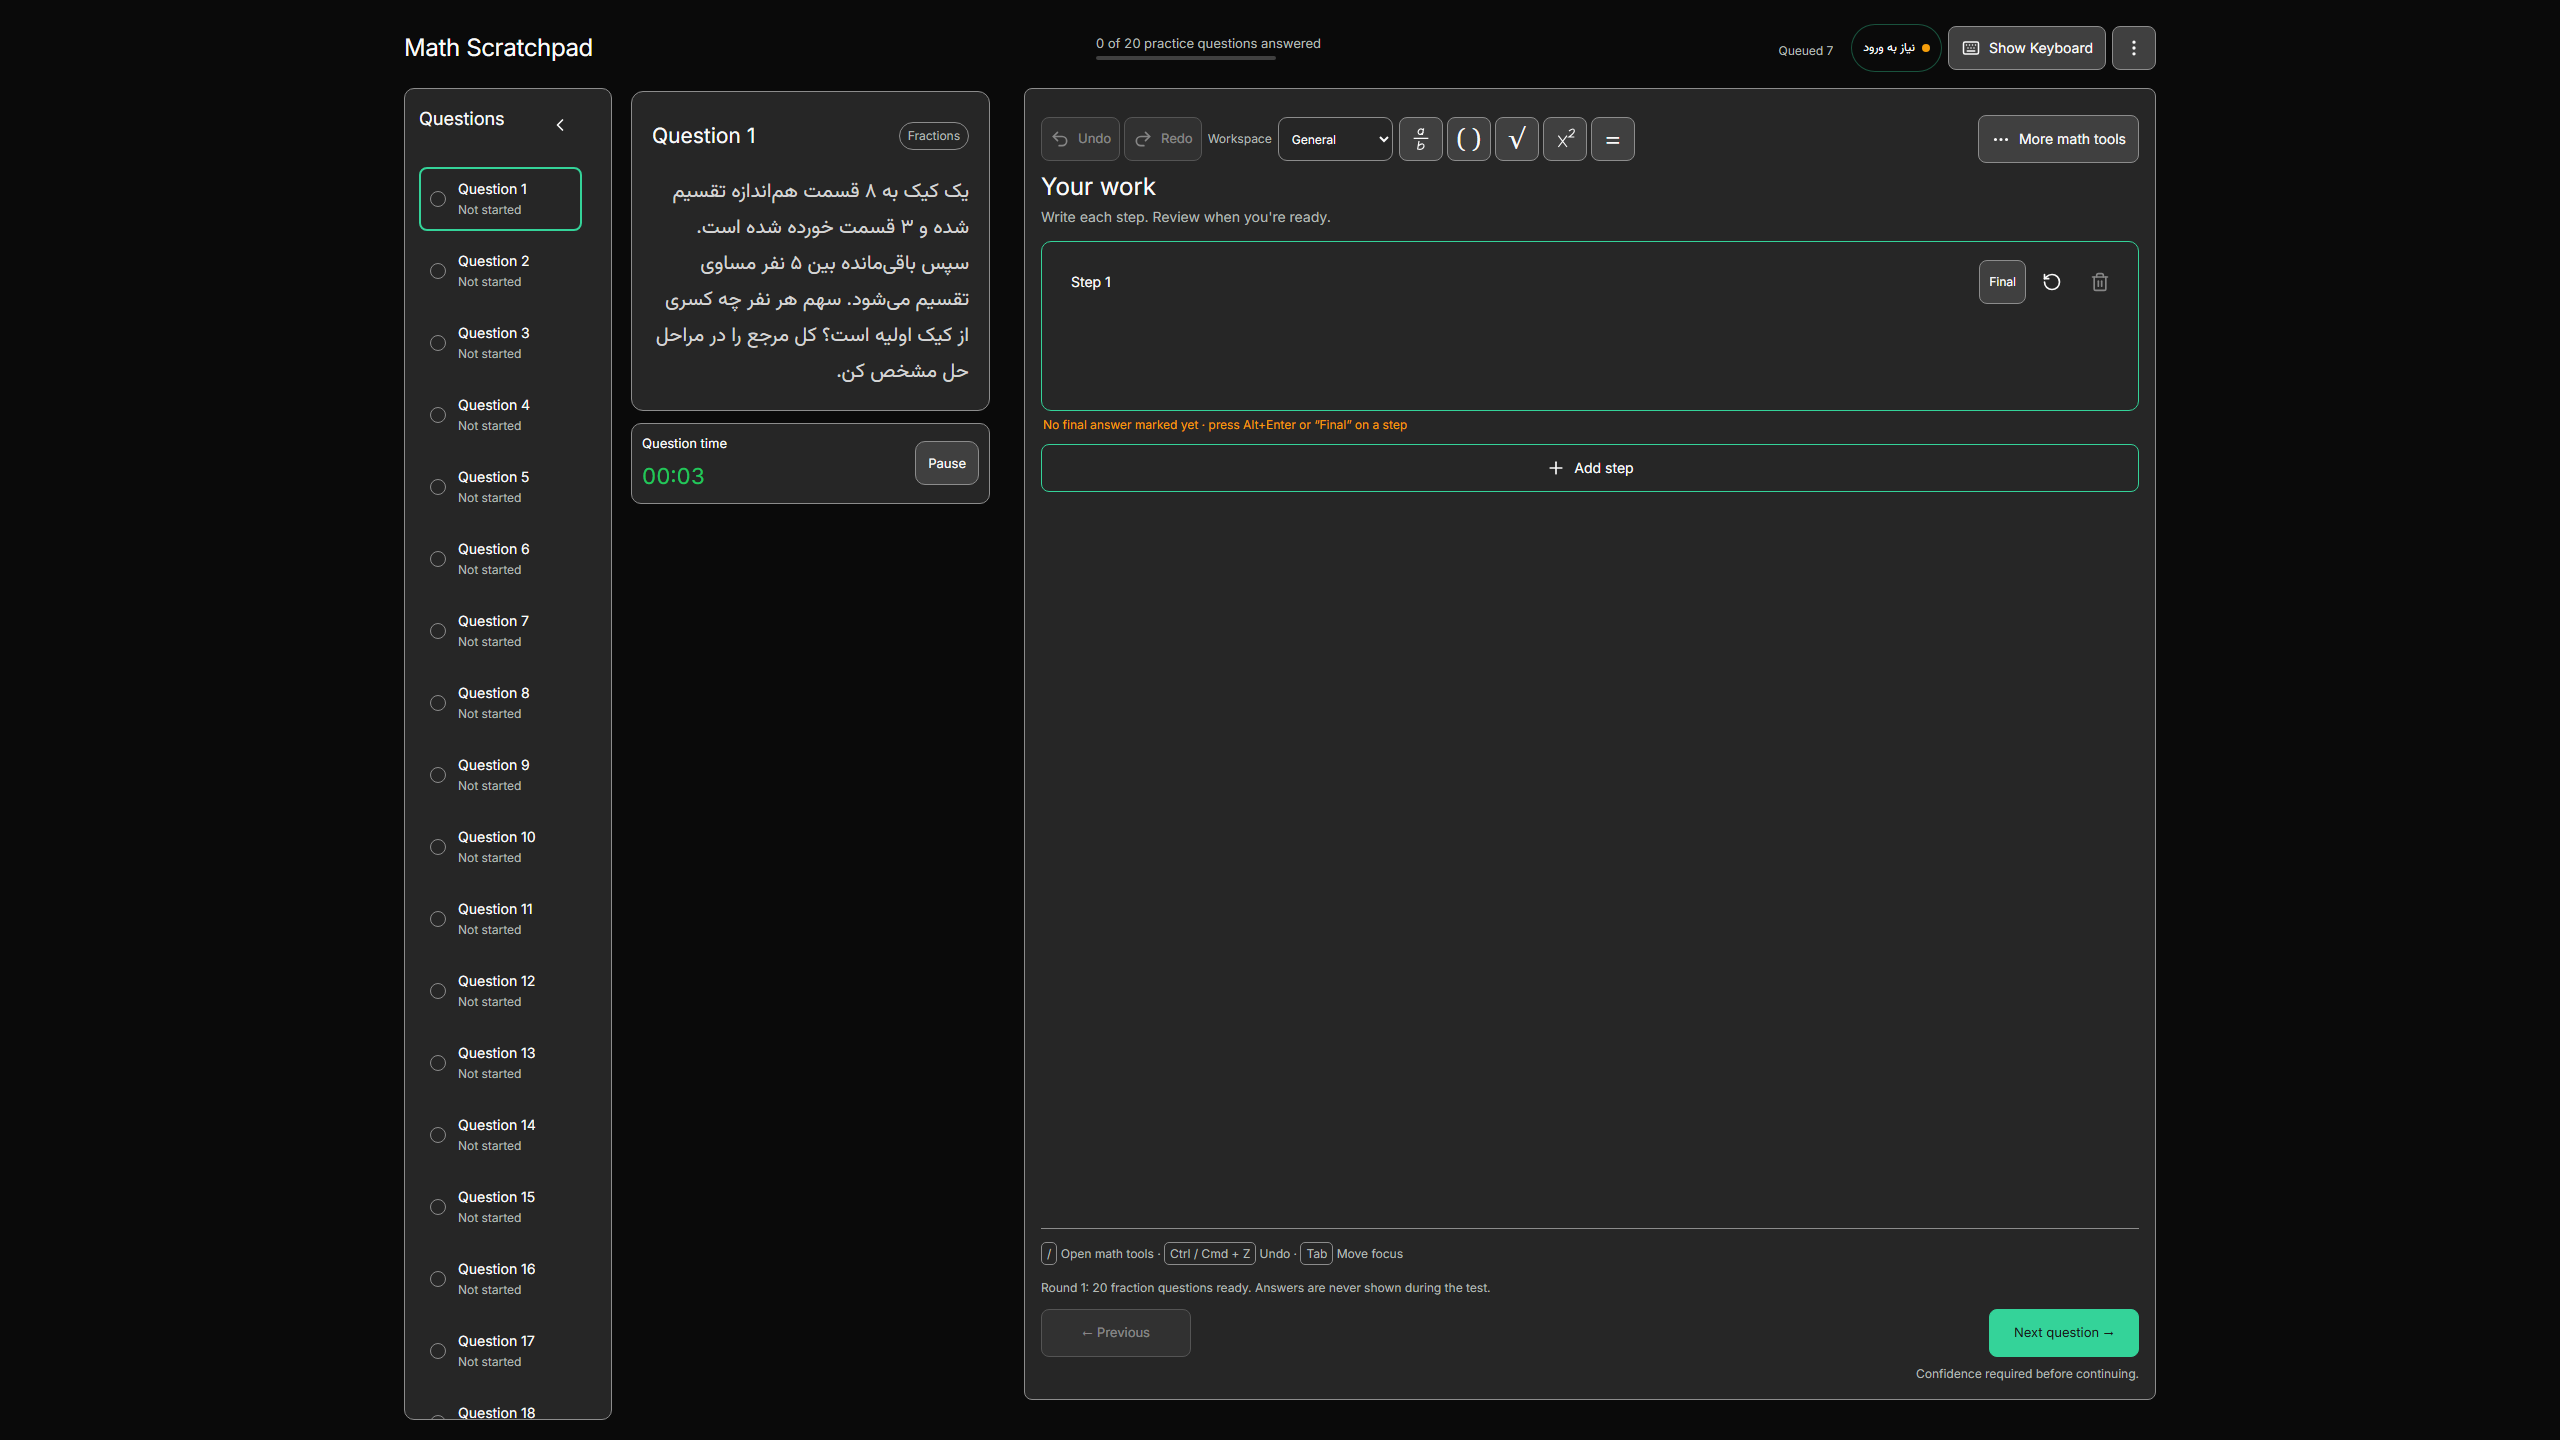 Math Scratchpad
0 of 20 practice questions answered
Queued 7
نیاز به ورود
Show Keyboard
Questions
Question 1
Not started
Question 2
Not started
Question 3
Not started
Question 4
Not started
Question 5
Not started
Question 6
Not started
Question 7
Not started
Question 8
Not started
Question 9
Not started
Question 10
Not started
Question 11
Not started
Question 12
Not started
Question 13
Not started
Question 14
Not started
Question 15
Not started
Question 16
Not started
Question 17
Not started
Question 18
Question 1
Fractions
یک کیک به ۸ قسمت هم‌اندازه تقسیم
شده و ۳ قسمت خورده شده است.
سپس باقی‌مانده بین ۵ نفر مساوی
تقسیم می‌شود. سهم هر نفر چه کسری
از کیک اولیه است؟ کل مرجع را در مراحل
حل مشخص کن.
Question time
00:03
Pause
Undo
Redo
Workspace
General
a/b
( )
√
x²
=
··· More math tools
Your work
Write each step. Review when you're ready.
Step 1
Final
No final answer marked yet · press Alt+Enter or “Final” on a step
+ Add step
/ Open math tools · Ctrl / Cmd + Z Undo · Tab Move focus
Round 1: 20 fraction questions ready. Answers are never shown during the test.
← Previous
Next question →
Confidence required before continuing.